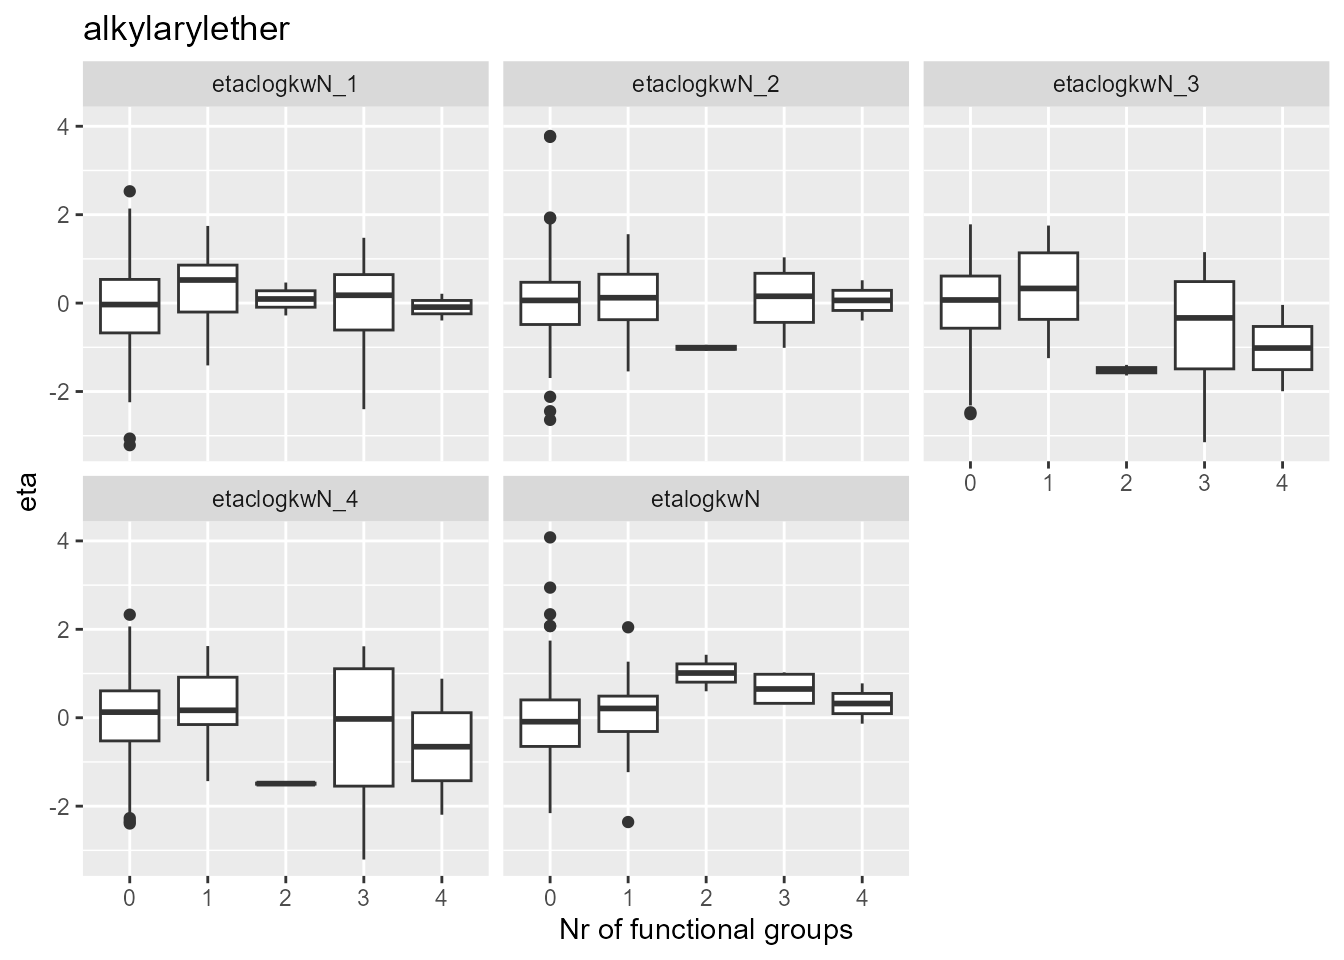 alkylarylether
etaclogkwN_1
etaclogkwN_2
etaclogkwN_3
4
2
0
-2
0 1 2 3 4
eta
etaclogkwN_4
etalogkwN
4
2
0
-2
0 1 2 3 4
0 1 2 3 4
Nr of functional groups